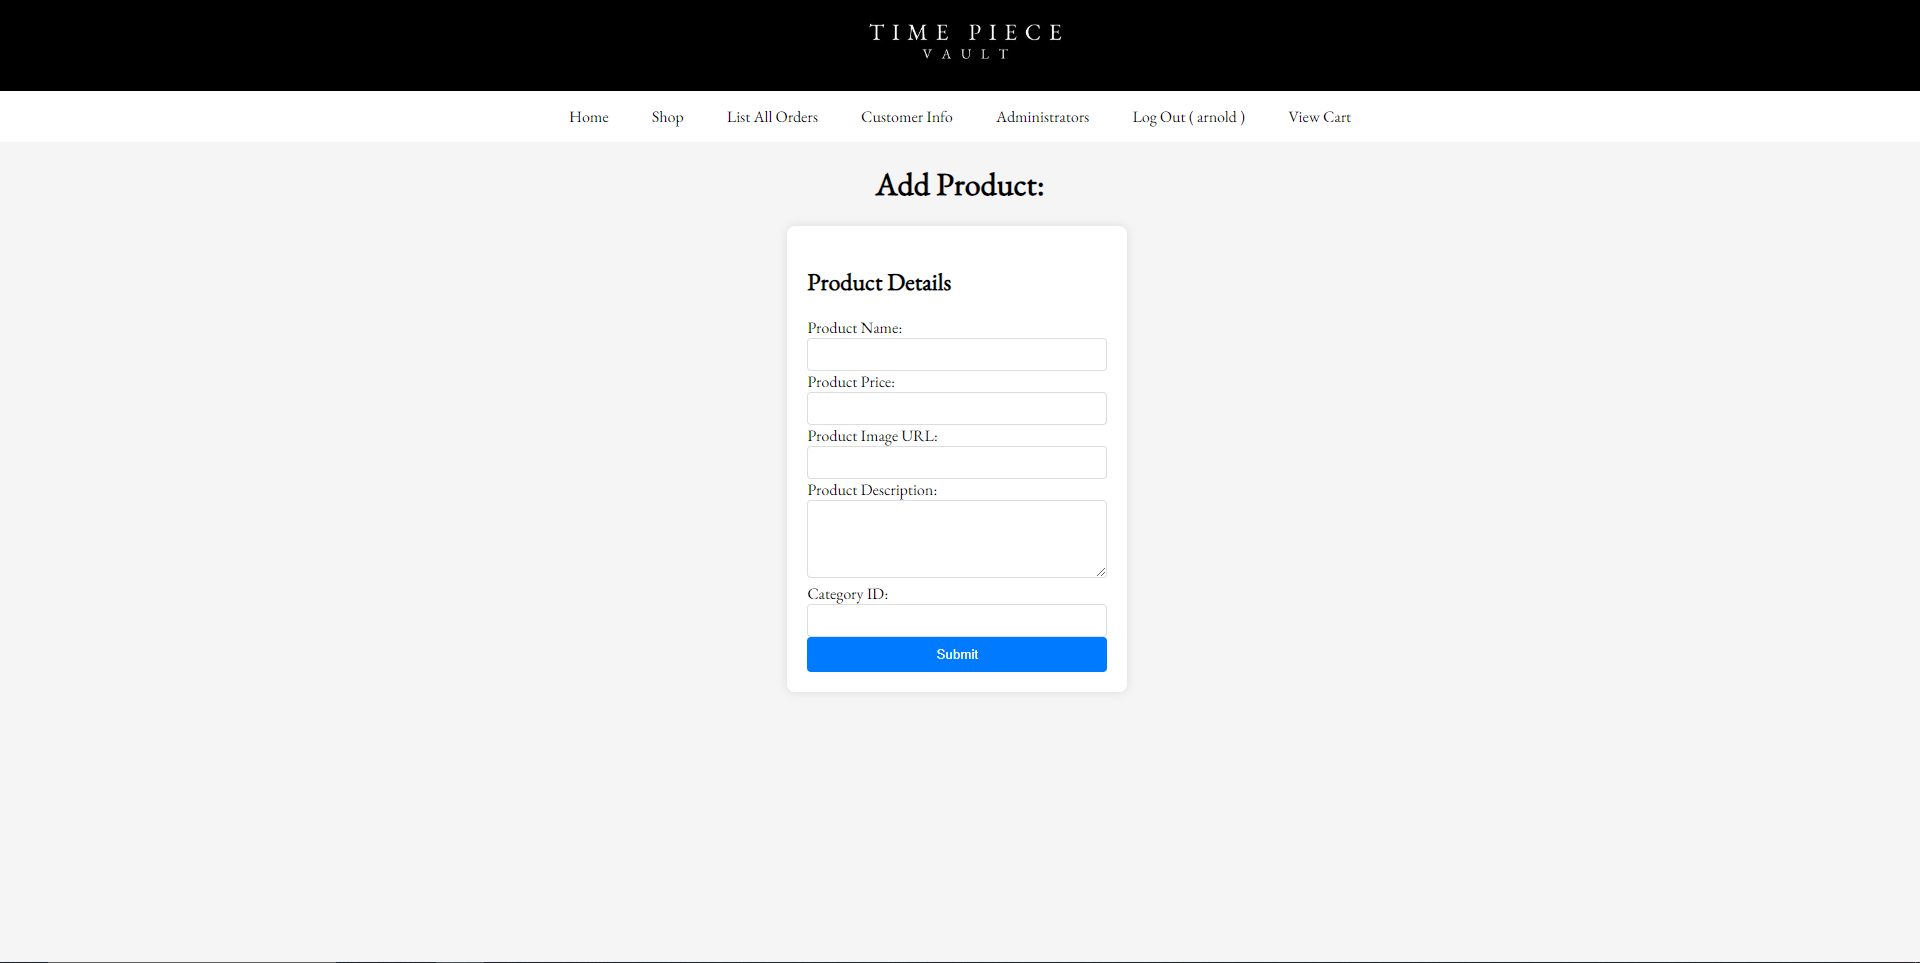 TIME PIECE
VAULT
Home Shop List All Orders Customer Info Administrators Log Out ( arnold ) View Cart
Add Product:
Product Details
Product Name:
Product Price:
Product Image URL:
Product Description:
Category ID:
Submit